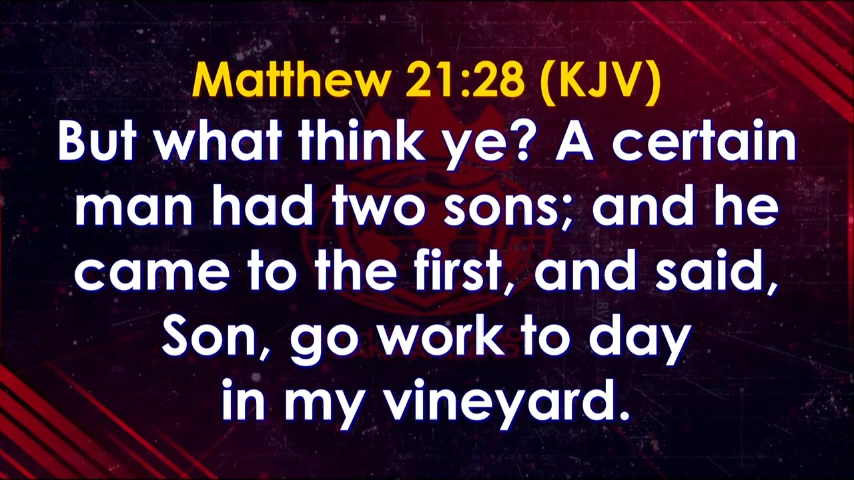 Matthew 21:28 (KJV)
But what think ye? A certain
man had two sons; and he
came to the first, and said,
Son, go work to day
in my vineyard.